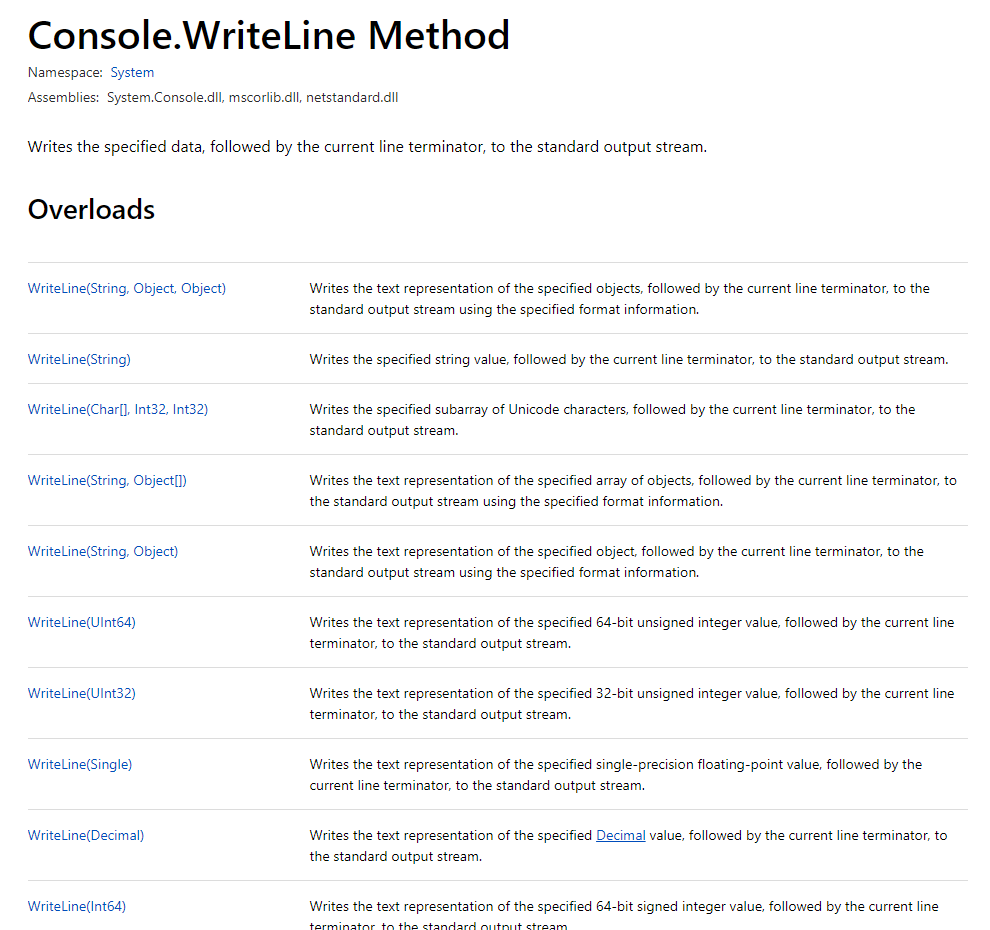 Console.WriteLine Method
Namespace: System
Assemblies: System.Console.dll, mscorlib.dll, netstandard.dll
Writes the specified data, followed by the current line terminator, to the standard output stream.
Overloads
WriteLine(String, Object, Object)
Writes the text representation of the specified objects, followed by the current line terminator, to the
standard output stream using the specified format information.
WriteLine(String)
Writes the specified string value, followed by the current line terminator, to the standard output stream.
WriteLine(Char[], Int32, Int32)
Writes the specified subarray of Unicode characters, followed by the current line terminator, to the
standard output stream.
WriteLine(String, Object[])
Writes the text representation of the specified array of objects, followed by the current line terminator, to
the standard output stream using the specified format information.
WriteLine(String, Object)
Writes the text representation of the specified object, followed by the current line terminator, to the
standard output stream using the specified format information.
WriteLine(UInt64)
Writes the text representation of the specified 64-bit unsigned integer value, followed by the current line
terminator, to the standard output stream.
WriteLine(UInt32)
Writes the text representation of the specified 32-bit unsigned integer value, followed by the current line
terminator, to the standard output stream.
WriteLine(Single)
Writes the text representation of the specified single-precision floating-point value, followed by the
current line terminator, to the standard output stream.
WriteLine(Decimal)
Writes the text representation of the specified Decimal value, followed by the current line terminator, to
the standard output stream.
WriteLine(Int64)
Writes the text representation of the specified 64-bit signed integer value, followed by the current line
terminator, to the standard output stream.